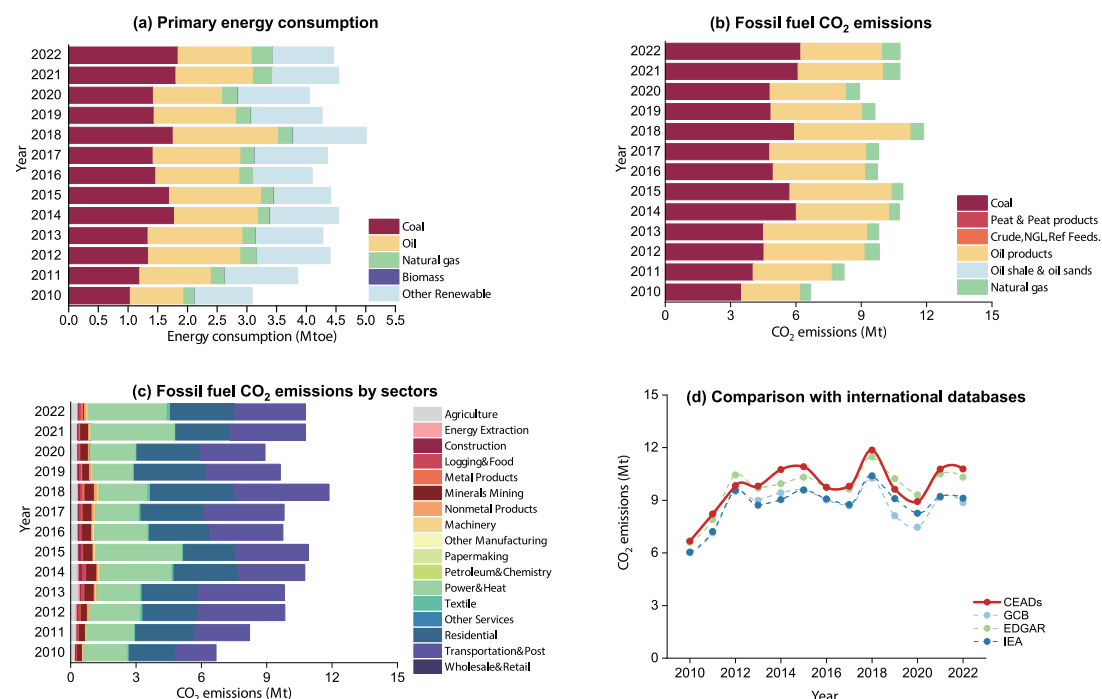 (a) Primary energy consumption
Year
2022
2021
2020
2019
2018
2017
2016
2015
2014
2013
2012
2011
2010
Coal
Oil
Natural gas
Biomass
Other Renewable
0.0 0.5 1.0 1.5 2.0 2.5 3.0 3.5 4.0 4.5 5.0 5.5
Energy consumption (Mtoe)
(b) Fossil fuel CO2 emissions
Year
2022
2021
2020
2019
2018
2017
2016
2015
2014
2013
2012
2011
2010
Coal
Peat & Peat products
Crude,NGL,Ref Feeds.
Oil products
Oil shale & oil sands
Natural gas
0 3 6 9 12 15
CO2 emissions (Mt)
(c) Fossil fuel CO2 emissions by sectors
Year
2022
2021
2020
2019
2018
2017
2016
2015
2014
2013
2012
2011
2010
Agriculture
Energy Extraction
Construction
Logging&Food
Metal Products
Minerals Mining
Nonmetal Products
Machinery
Other Manufacturing
Papermaking
Petroleum&Chemistry
Power&Heat
Textile
Other Services
Residential
Transportation&Post
Wholesale&Retail
0 3 6 9 12 15
CO2 emissions (Mt)
(d) Comparison with international databases
CO2 emissions (Mt)
15
12
9
6
3
0
CEADs
GCB
EDGAR
IEA
2010 2012 2014 2016 2018 2020 2022
Year